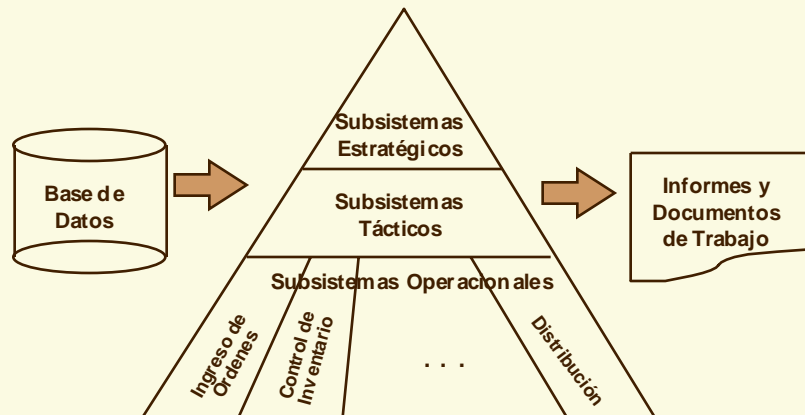 Subsistemas
Estratégicos
Base de
Datos
Subsistemas
Tácticos
Informes y
Documentos
de Trabajo
Subsistemas Operacionales
Ingreso de
Ordenes
Control de
Inventario
. . .
Distribución